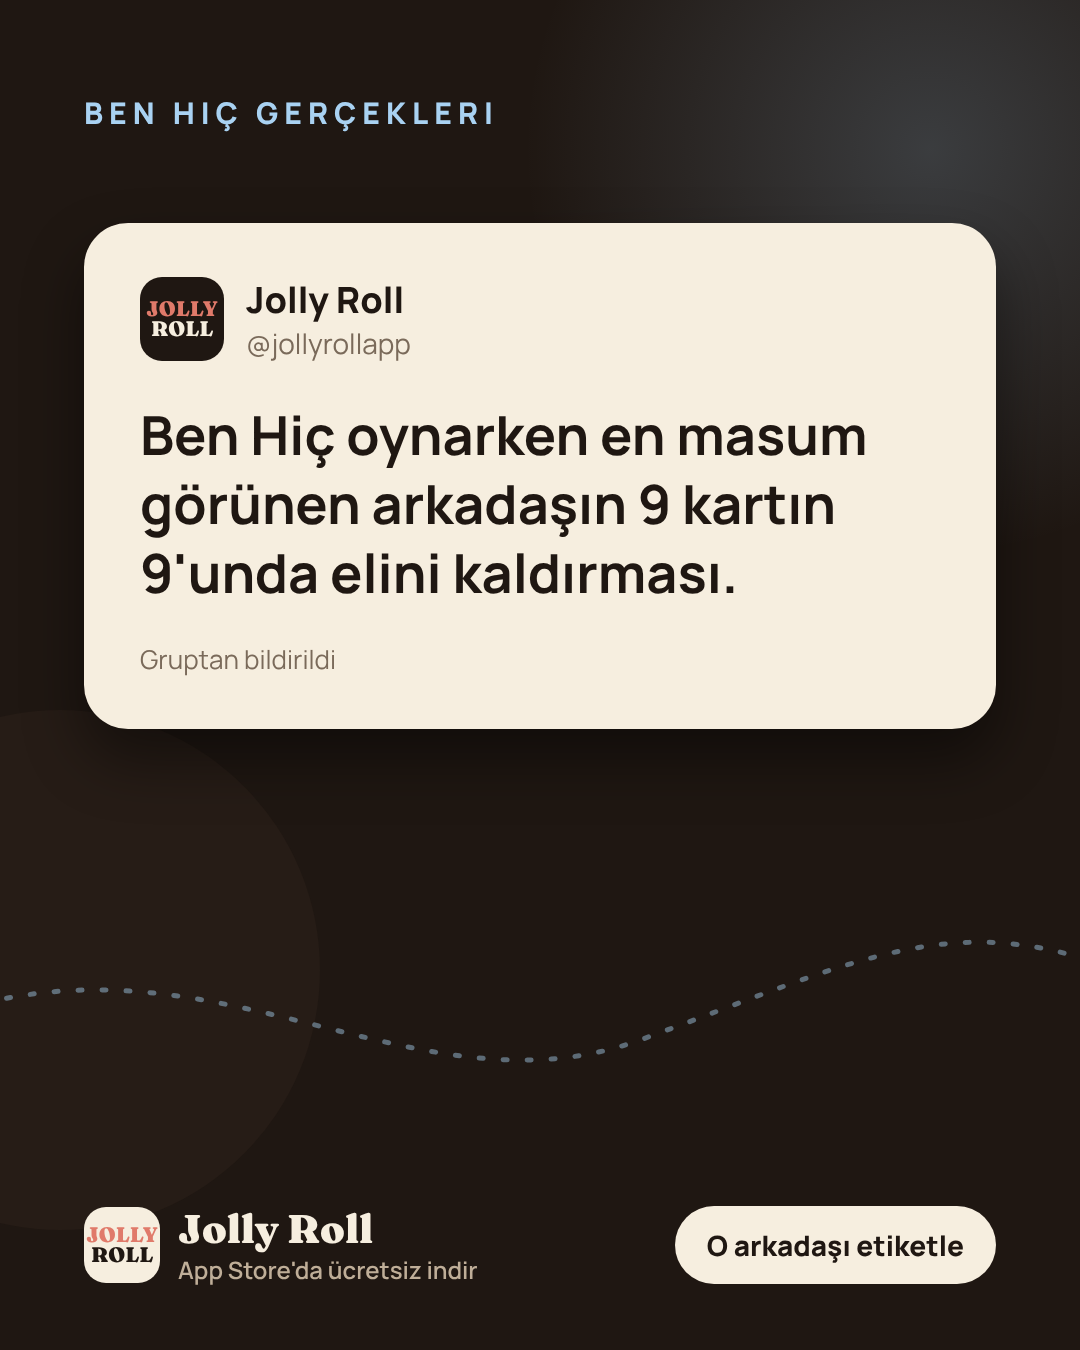 BEN HIÇ GERÇEKLERI
JOLLY
ROLL
Jolly Roll
@jollyrollapp
Ben Hiç oynarken en masum
görünen arkadaşın 9 kartın
9'unda elini kaldırması.
Gruptan bildirildi
JOLLY
ROLL
Jolly Roll
App Store'da ücretsiz indir
O arkadaşı etiketle